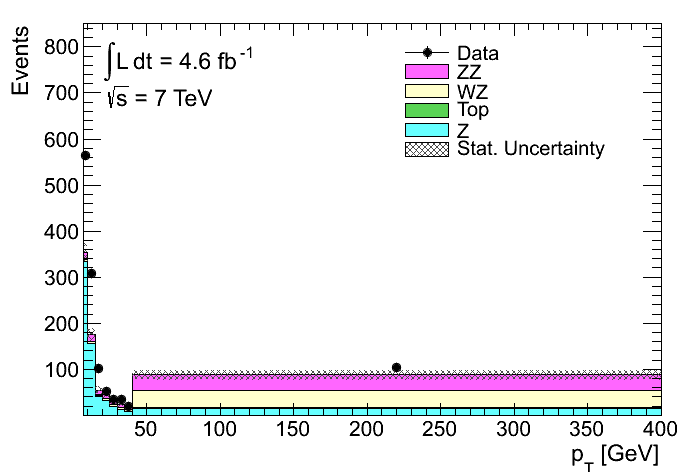 Events
800
700
600
500
400
300
200
100
∫L dt = 4.6 fb⁻¹
√s = 7 TeV
Data
ZZ
WZ
Top
Z
Stat. Uncertainty
50 100 150 200 250 300 350 400
p_T [GeV]